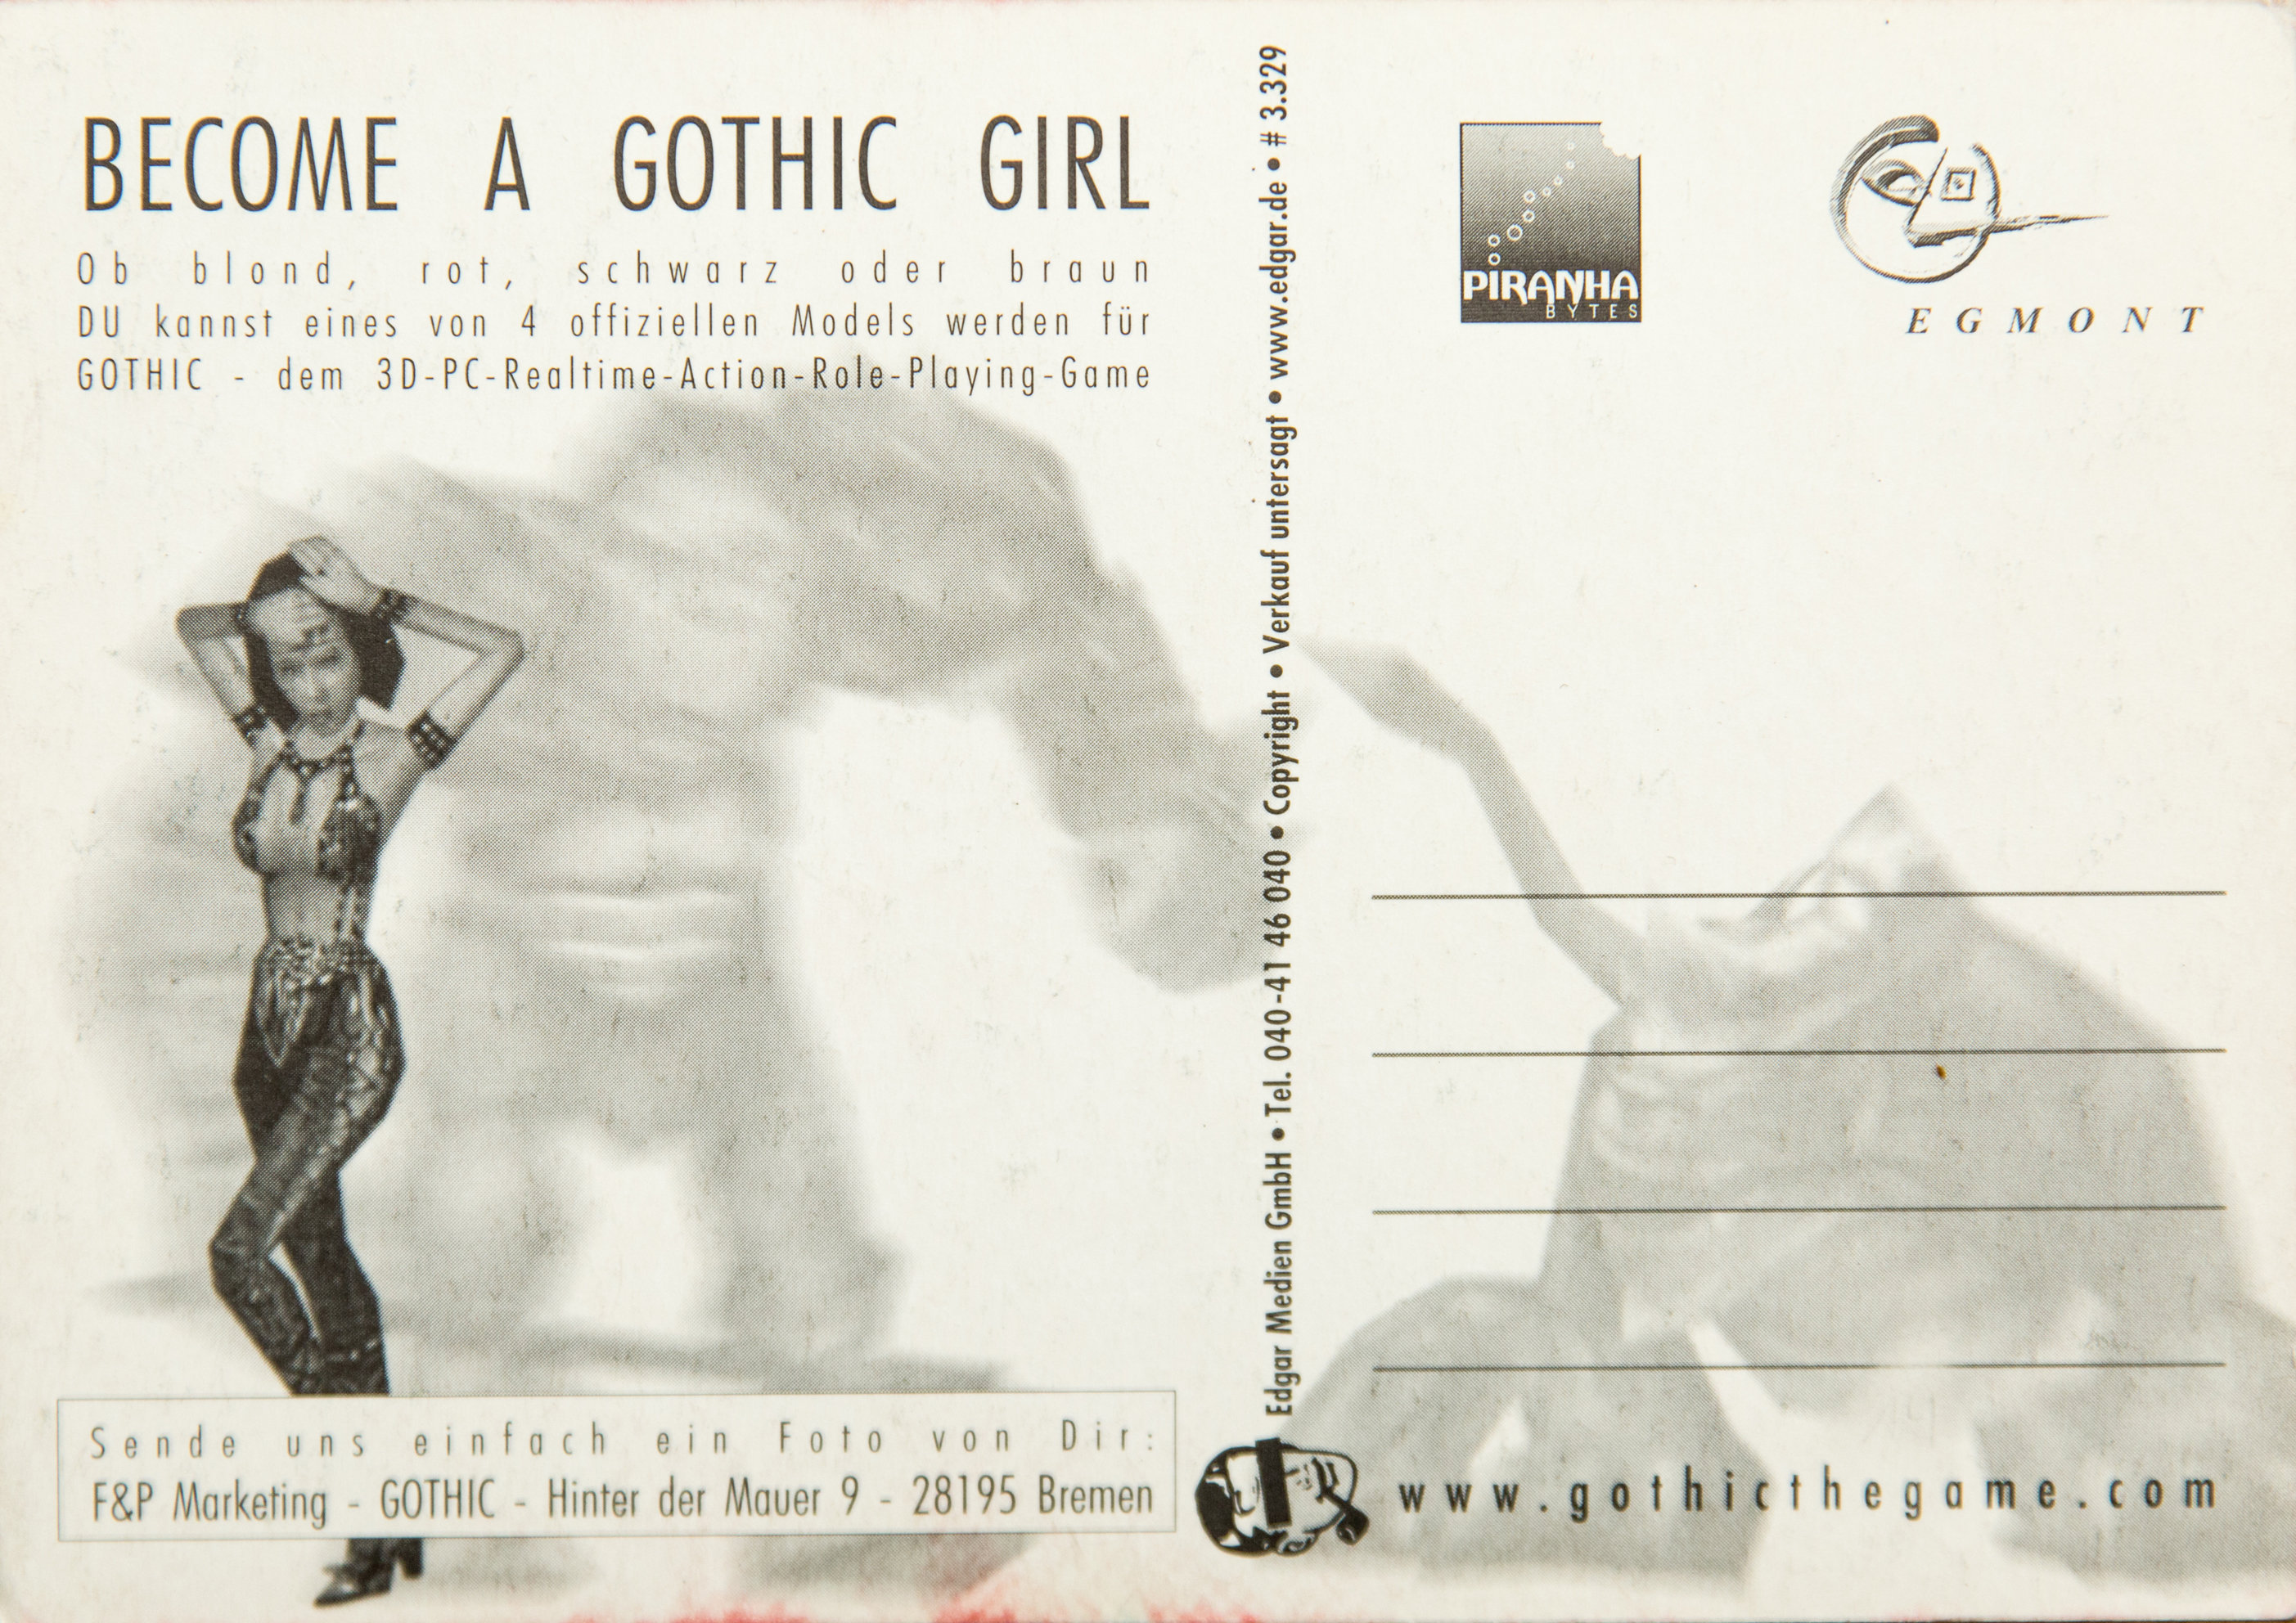 BECOME A GOTHIC GIRL
Ob blond, rot, schwarz oder braun
DU kannst eines von 4 offiziellen Models werden für
GOTHIC - dem 3D-PC-Realtime-Action-Role-Playing-Game
Sende uns einfach ein Foto von Dir:
F&P Marketing - GOTHIC - Hinter der Mauer 9 - 28195 Bremen
Edgar Medien GmbH • Tel. 040-41 46 040 • Copyright • Verkauf untersagt • www.edgar.de • # 3.329
PIRANHA
BYTES
EGMONT
www.gothicthegame.com